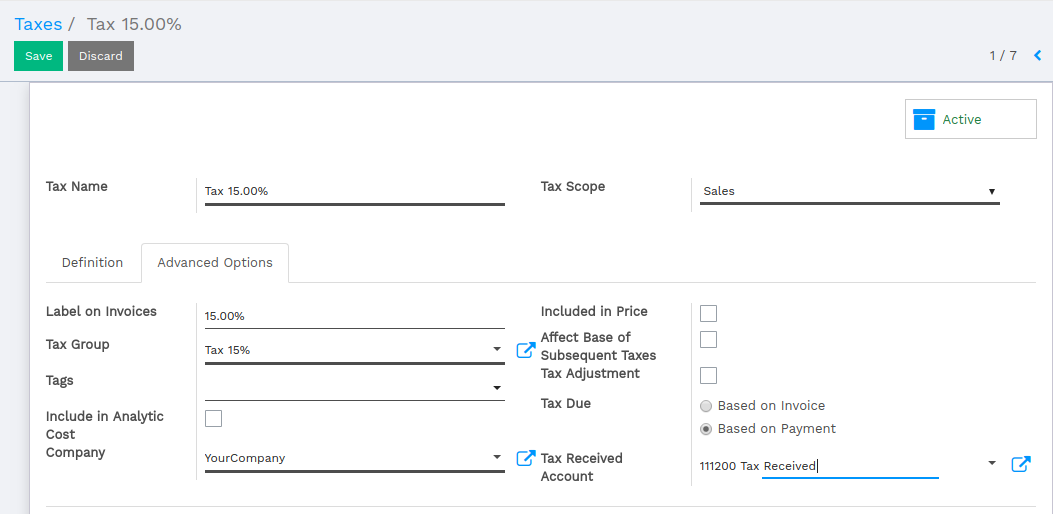 Taxes / Tax 15.00%
Save Discard
1 / 7
Active
Tax Name
Tax 15.00%
Tax Scope
Sales
Definition
Advanced Options
Label on Invoices
15.00%
Tax Group
Tax 15%
Tags
Include in Analytic
Cost
Company
YourCompany
Included in Price
Affect Base of
Subsequent Taxes
Tax Adjustment
Tax Due
Based on Invoice
Based on Payment
Tax Received
Account
111200 Tax Received